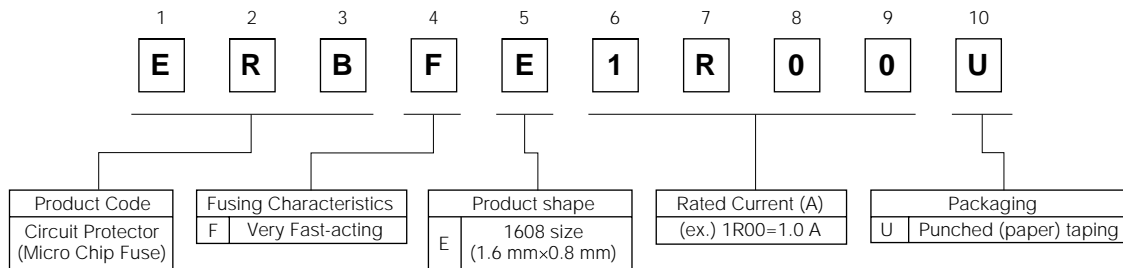 1 2 3 4 5 6 7 8 9 10
E R B F E 1 R 0 0 U
Product Code
Circuit Protector
(Micro Chip Fuse)
Fusing Characteristics
F Very Fast-acting
Product shape
E 1608 size
(1.6 mm×0.8 mm)
Rated Current (A)
(ex.) 1R00=1.0 A
Packaging
U Punched (paper) taping